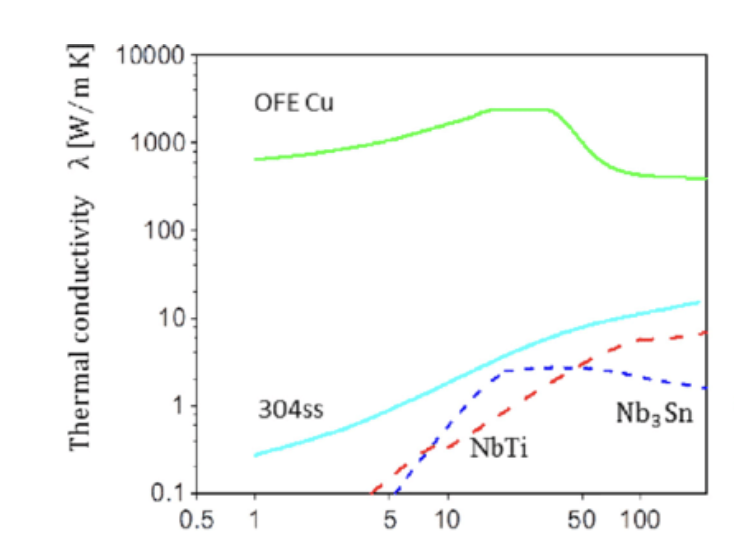 Thermal conductivity λ [W/m K]
10000
1000
100
10
1
0.1
OFE Cu
304ss
NbTi
Nb₃Sn
0.5 1 5 10 50 100